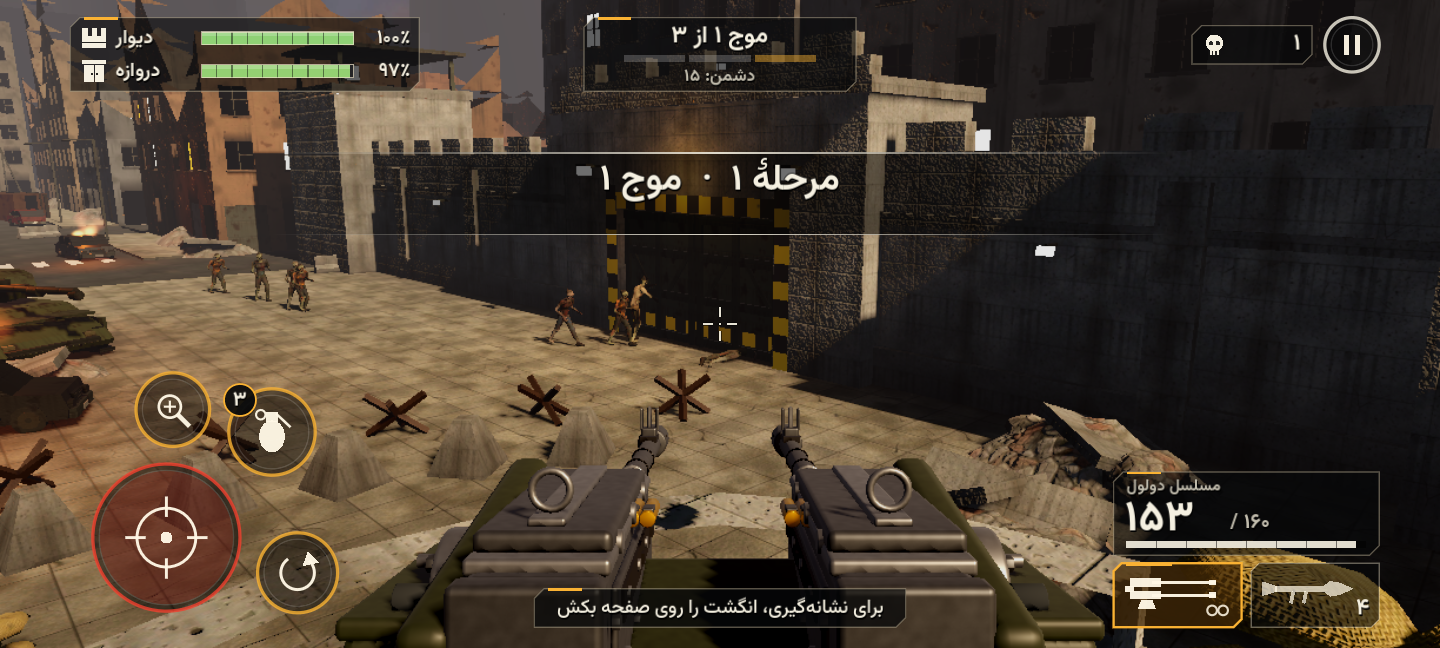 دیوار ۱۰۰٪
دروازه ۹۷٪
موج ۱ از ۳
دشمن: ۱۵
۱
مرحلهٔ ۱ · موج ۱
۳
مسلسل دولول
۱۵۳ / ۱۶۰
∞
۴
برای نشانه‌گیری، انگشت را روی صفحه بکش